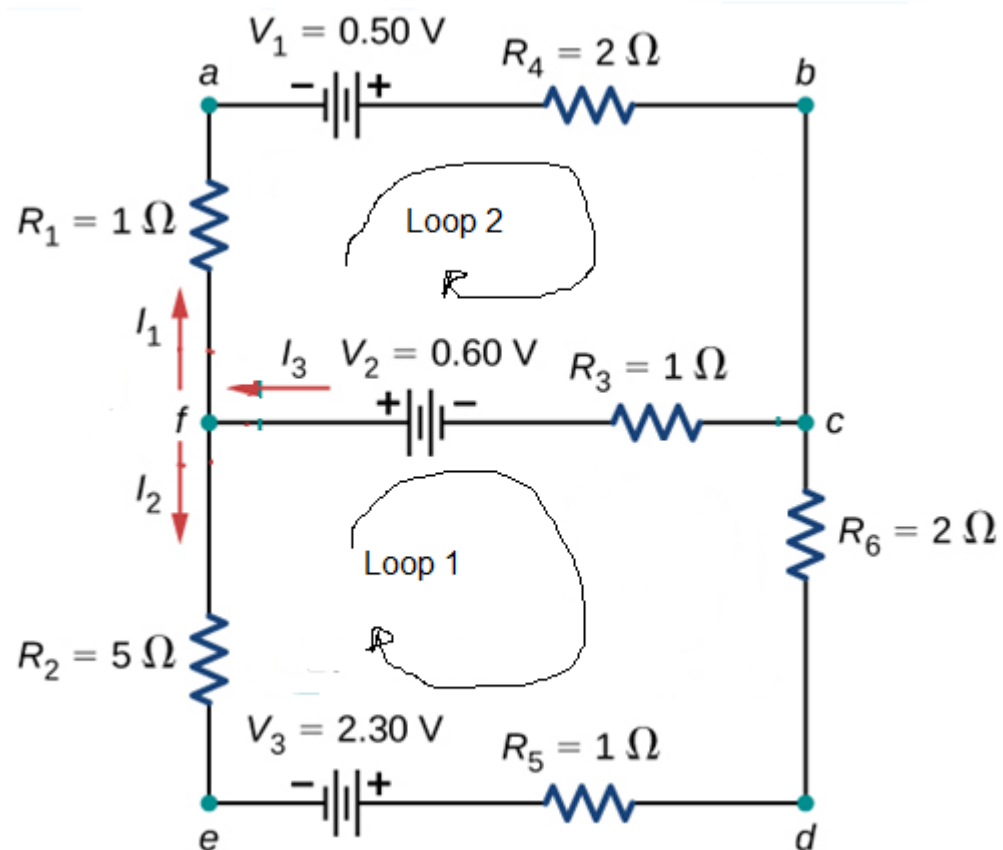 V₁ = 0.50 V
R₄ = 2 Ω
a
b
− +
R₁ = 1 Ω
Loop 2
I₁
I₃
V₂ = 0.60 V
R₃ = 1 Ω
+ −
f
c
I₂
R₆ = 2 Ω
Loop 1
R₂ = 5 Ω
V₃ = 2.30 V
R₅ = 1 Ω
− +
e
d